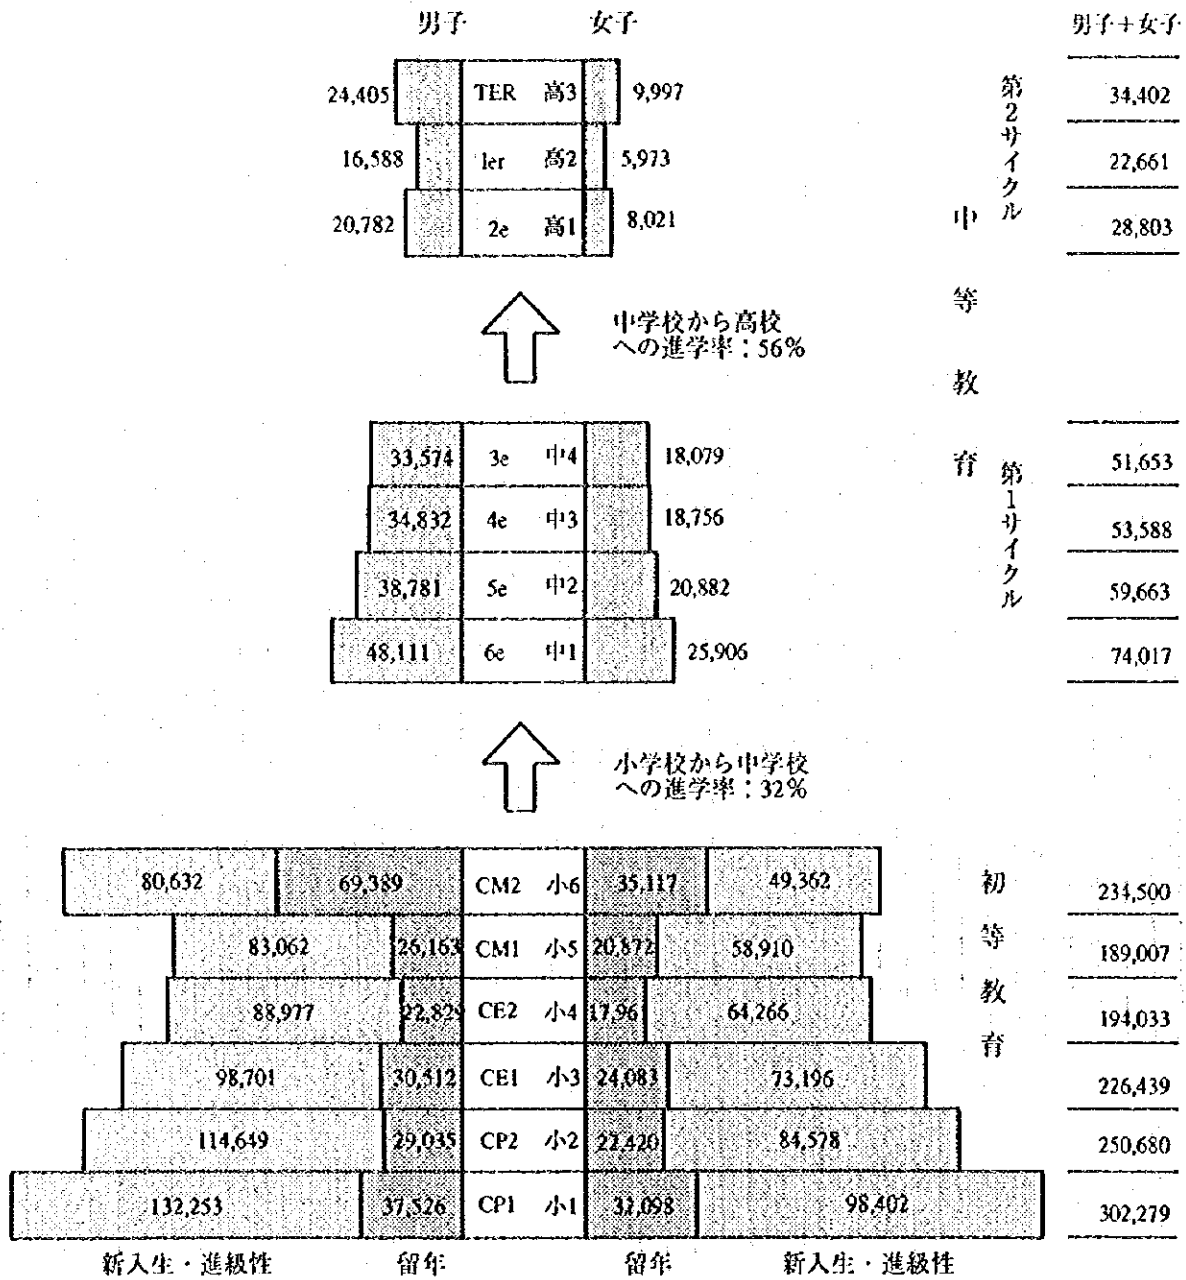 男子 女子 男子+女子
24,405 TER 高3 9,997 34,402
16,588 1er 高2 5,973 22,661
20,782 2e 高1 8,021 28,803
第2サイクル
中等教育
中学校から高校
への進学率:56%
33,574 3e 中4 18,079 51,653
34,832 4e 中3 18,756 53,588
38,781 5e 中2 20,882 59,663
48,111 6e 中1 25,906 74,017
第1サイクル
小学校から中学校
への進学率:32%
80,632 69,389 CM2 小6 35,117 49,362 234,500
83,062 26,163 CM1 小5 20,872 58,910 189,007
88,977 22,829 CE2 小4 17,96 64,266 194,033
98,701 30,512 CE1 小3 24,083 73,196 226,439
114,649 29,035 CP2 小2 22,420 84,578 250,680
132,253 37,526 CP1 小1 32,098 98,402 302,279
初等教育
新入生・進級性 留年 留年 新入生・進級性